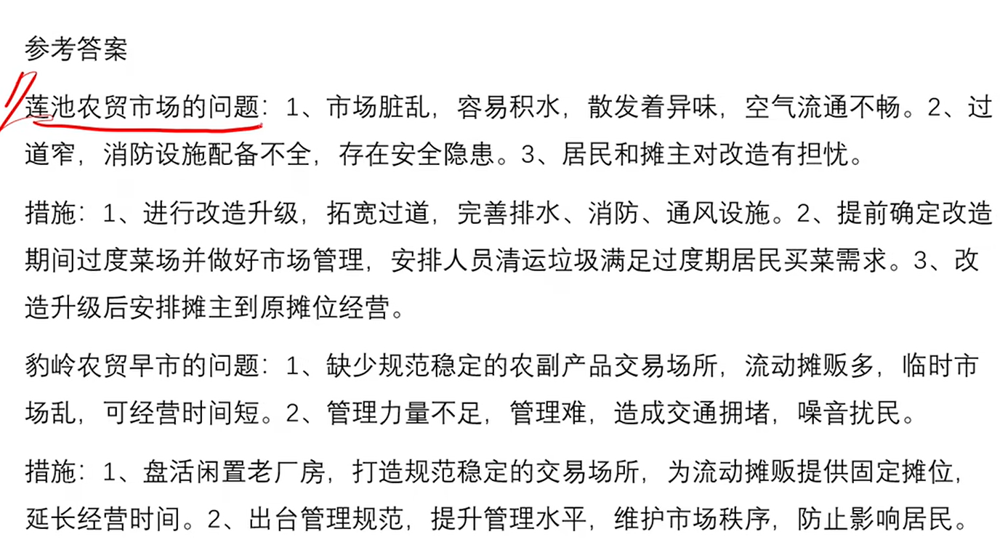 参考答案
莲池农贸市场的问题：1、市场脏乱，容易积水，散发着异味，空气流通不畅。2、过
道窄，消防设施配备不全，存在安全隐患。3、居民和摊主对改造有担忧。
措施：1、进行改造升级，拓宽过道，完善排水、消防、通风设施。2、提前确定改造
期间过度菜场并做好市场管理，安排人员清运垃圾满足过度期居民买菜需求。3、改
造升级后安排摊主到原摊位经营。
豹岭农贸早市的问题：1、缺少规范稳定的农副产品交易场所，流动摊贩多，临时市
场乱，可经营时间短。2、管理力量不足，管理难，造成交通拥堵，噪音扰民。
措施：1、盘活闲置老厂房，打造规范稳定的交易场所，为流动摊贩提供固定摊位，
延长经营时间。2、出台管理规范，提升管理水平，维护市场秩序，防止影响居民。